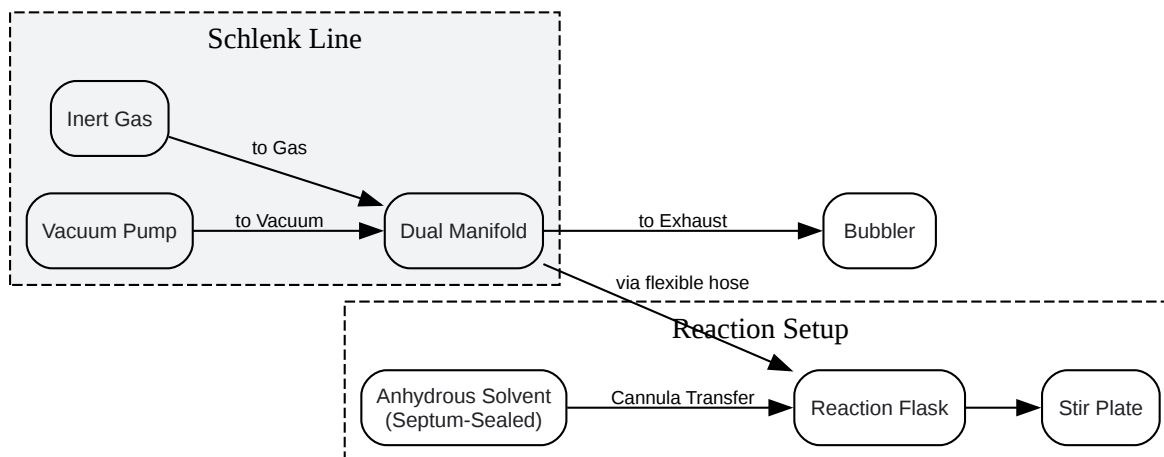 Schlenk Line
Inert Gas
to Gas
Vacuum Pump
to Vacuum
Dual Manifold
to Exhaust
Bubbler
via flexible hose
Reaction Setup
Anhydrous Solvent
(Septum-Sealed)
Cannula Transfer
Reaction Flask
Stir Plate